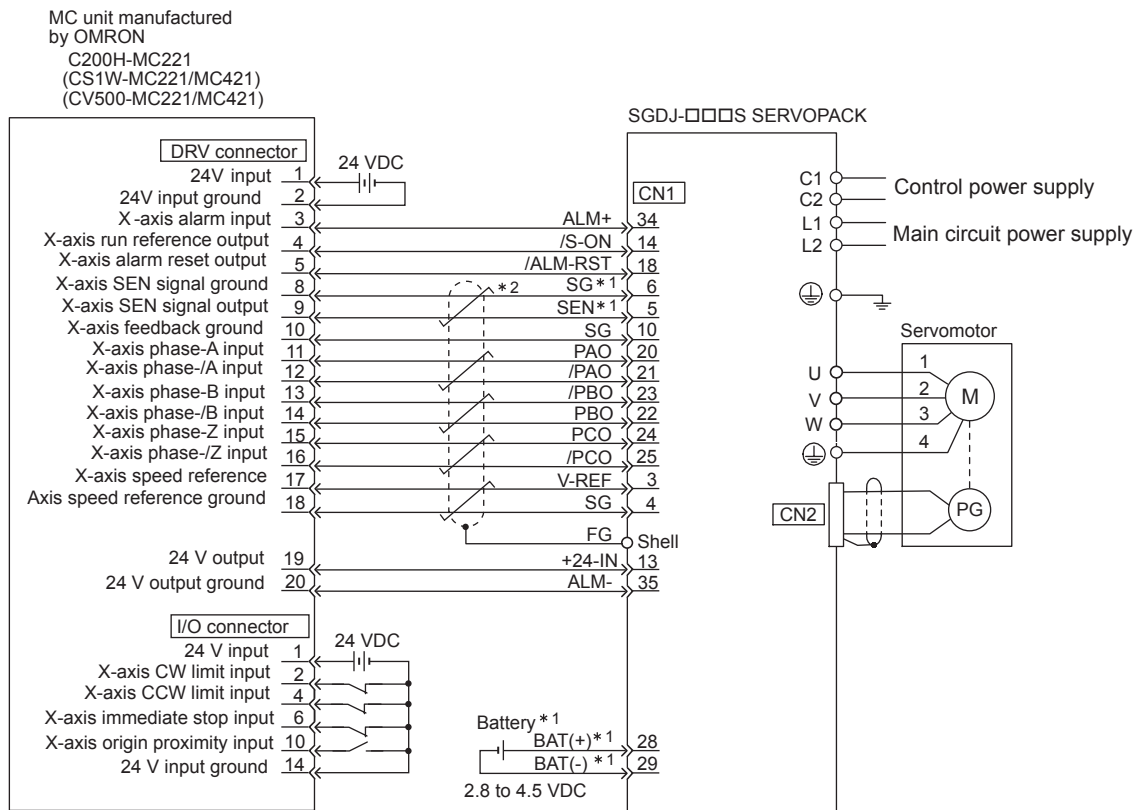 MC unit manufactured
by OMRON
C200H-MC221
(CS1W-MC221/MC421)
(CV500-MC221/MC421)
SGDJ-□□□S SERVOPACK
DRV connector
24V input 1
24 VDC
24V input ground 2
CN1
X -axis alarm input 3 ALM+ 34
X-axis run reference output 4 /S-ON 14
X-axis alarm reset output 5 /ALM-RST 18
X-axis SEN signal ground 8 *2 SG*1 6
X-axis SEN signal output 9 SEN*1 5
X-axis feedback ground 10 SG 10
X-axis phase-A input 11 PAO 20
X-axis phase-/A input 12 /PAO 21
X-axis phase-B input 13 /PBO 23
X-axis phase-/B input 14 PBO 22
X-axis phase-Z input 15 PCO 24
X-axis phase-/Z input 16 /PCO 25
X-axis speed reference 17 V-REF 3
Axis speed reference ground 18 SG 4
FG Shell
24 V output 19 +24-IN 13
24 V output ground 20 ALM- 35
I/O connector
24 V input 1
24 VDC
X-axis CW limit input 2
X-axis CCW limit input 4
X-axis immediate stop input 6
X-axis origin proximity input 10
24 V input ground 14
Battery *1
BAT(+)*1 28
BAT(-) *1 29
2.8 to 4.5 VDC
C1
C2
Control power supply
L1
L2
Main circuit power supply
Servomotor
U 1
V 2
W 3
4
M
CN2
PG